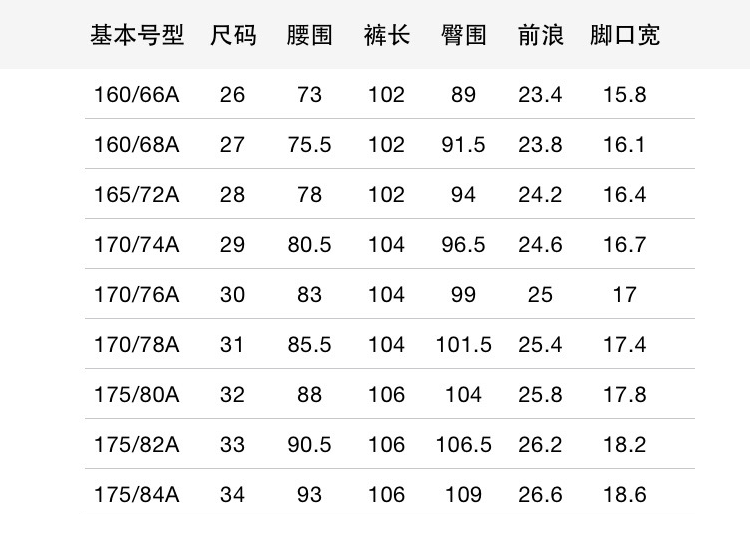 基本号型 尺码 腰围 裤长 臀围 前浪 脚口宽
160/66A 26 73 102 89 23.4 15.8
160/68A 27 75.5 102 91.5 23.8 16.1
165/72A 28 78 102 94 24.2 16.4
170/74A 29 80.5 104 96.5 24.6 16.7
170/76A 30 83 104 99 25 17
170/78A 31 85.5 104 101.5 25.4 17.4
175/80A 32 88 106 104 25.8 17.8
175/82A 33 90.5 106 106.5 26.2 18.2
175/84A 34 93 106 109 26.6 18.6